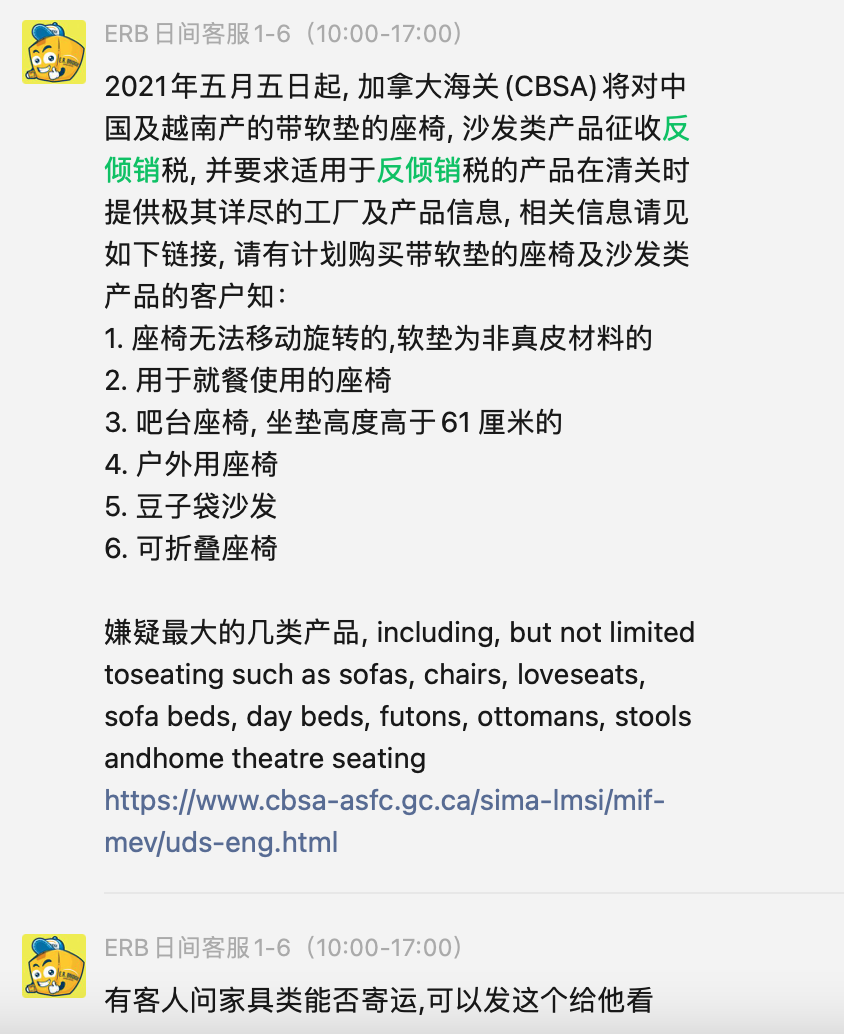 ERB 日间客服1-6（10:00-17:00）
2021年五月五日起, 加拿大海关 (CBSA) 将对中
国及越南产的带软垫的座椅, 沙发类产品征收反
倾销税, 并要求适用于反倾销税的产品在清关时
提供极其详尽的工厂及产品信息, 相关信息请见
如下链接, 请有计划购买带软垫的座椅及沙发类
产品的客户知：
1. 座椅无法移动旋转的,软垫为非真皮材料的
2. 用于就餐使用的座椅
3. 吧台座椅, 坐垫高度高于 61 厘米的
4. 户外用座椅
5. 豆子袋沙发
6. 可折叠座椅
嫌疑最大的几类产品, including, but not limited
toseating such as sofas, chairs, loveseats,
sofa beds, day beds, futons, ottomans, stools
andhome theatre seating
https://www.cbsa-asfc.gc.ca/sima-lmsi/mif-
mev/uds-eng.html
ERB 日间客服1-6（10:00-17:00）
有客人问家具类能否寄运,可以发这个给他看